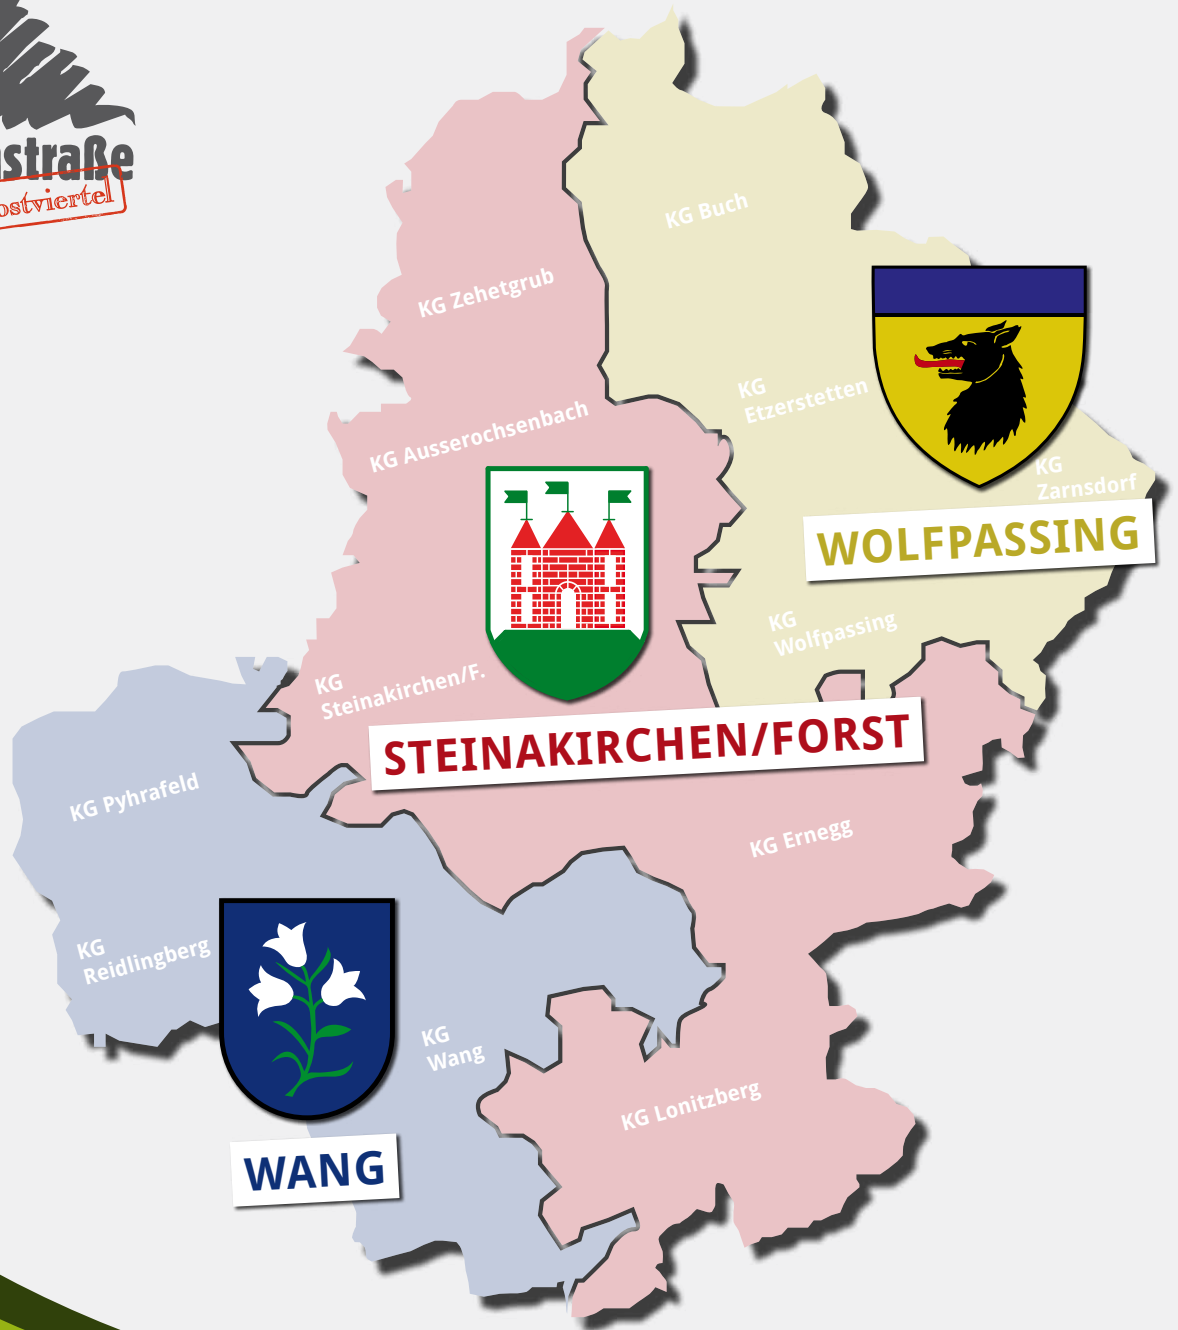 straße
ostviertel
KG Buch
KG Zehetgrub
KG
Etzerstetten
KG Ausserochsenbach
KG
Zarnsdorf
WOLFPASSING
KG
Wolfpassing
KG
Steinakirchen/F.
STEINAKIRCHEN/FORST
KG Pyhrafeld
KG Ernegg
KG
Reidlingberg
KG
Wang
KG Lonitzberg
WANG